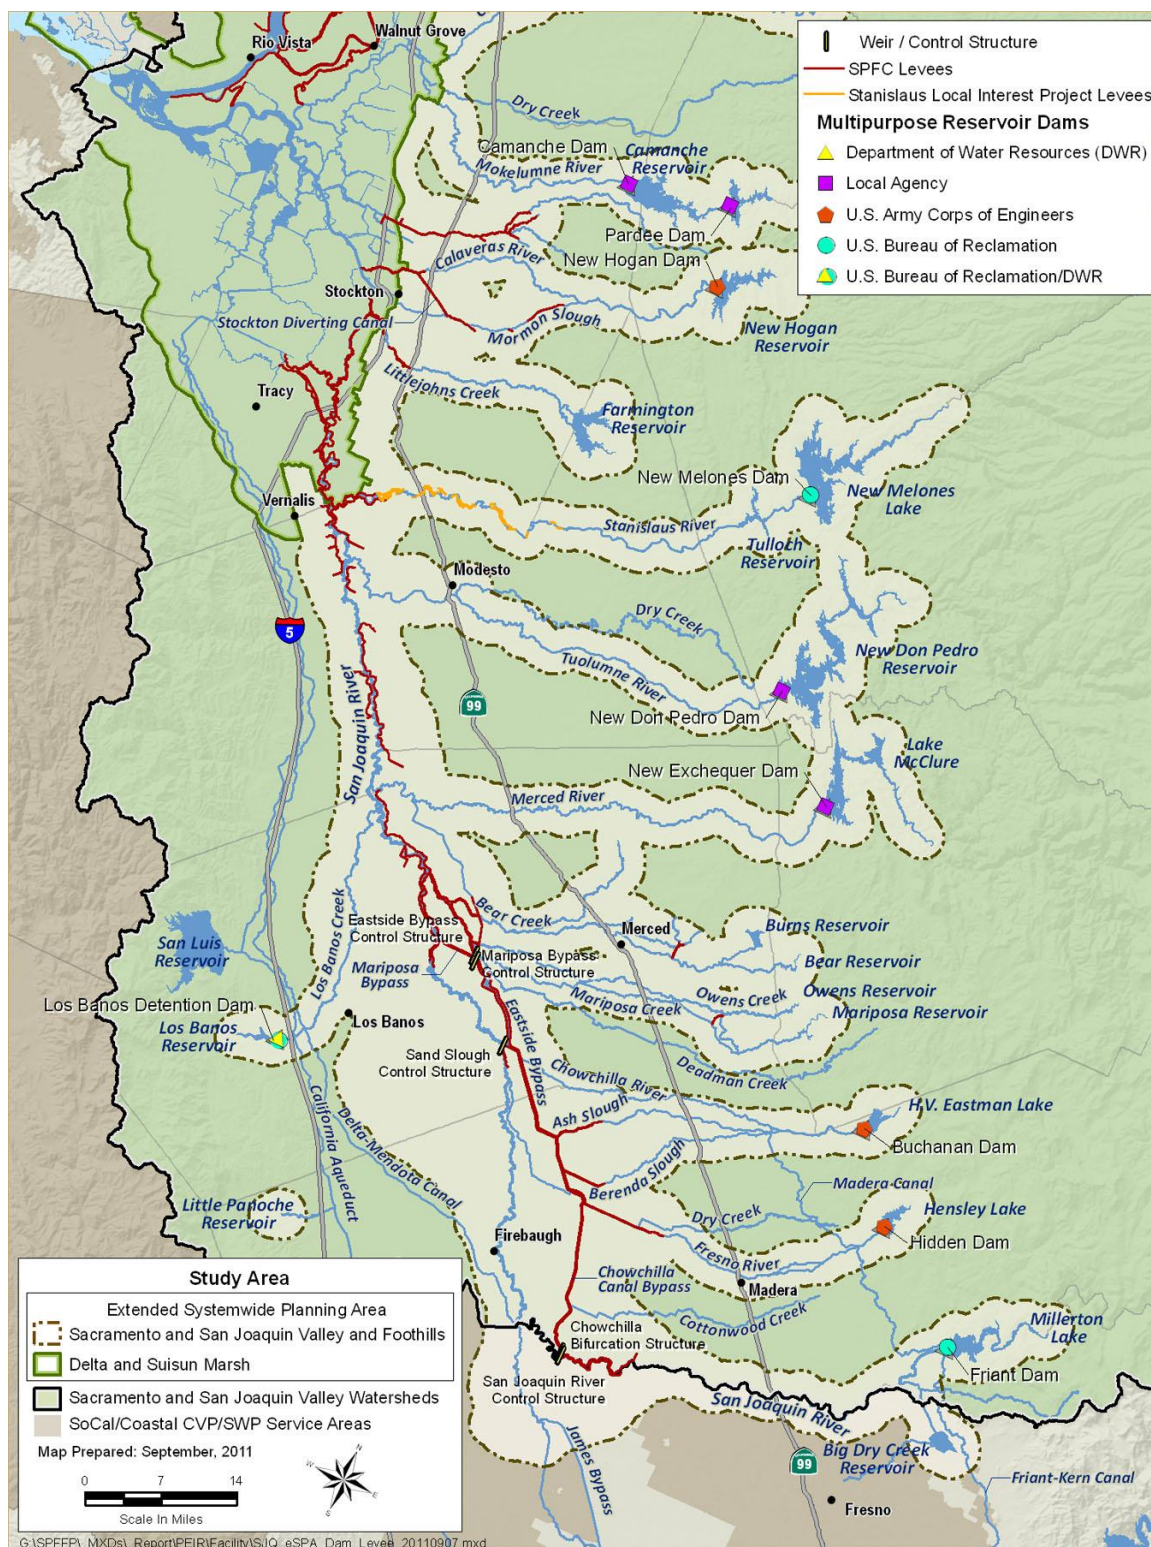 Rio Vista
Walnut Grove
Weir / Control Structure
SPFC Levees
Stanislaus Local Interest Project Levees
Multipurpose Reservoir Dams
Department of Water Resources (DWR)
Local Agency
U.S. Army Corps of Engineers
U.S. Bureau of Reclamation
U.S. Bureau of Reclamation/DWR
Dry Creek
Camanche Dam
Camanche
Reservoir
Mokelumne River
Pardee Dam
Calaveras River
New Hogan Dam
Stockton
Stockton Diverting Canal
Mormon Slough
New Hogan
Reservoir
Tracy
Littlejohns Creek
Farmington
Reservoir
New Melones Dam
New Melones
Lake
Vernalis
Stanislaus River
Tulloch
Reservoir
Modesto
Dry Creek
5
San Joaquin River
Tuolumne River
New Don Pedro
Reservoir
99
New Don Pedro Dam
Lake
McClure
New Exchequer Dam
Merced River
Bear Creek
Eastside Bypass
Control Structure
Merced
Burns Reservoir
San Luis
Reservoir
Los Banos Creek
Mariposa
Bypass
Mariposa Bypass
Control Structure
Bear Reservoir
Owens Creek
Owens Reservoir
Mariposa Creek
Mariposa Reservoir
Los Banos Detention Dam
Los Banos
Reservoir
Los Banos
Eastside Bypass
Sand Slough
Control Structure
Deadman Creek
Chowchilla River
Ash Slough
H.V. Eastman Lake
Buchanan Dam
California Aqueduct
Delta-Mendota Canal
Berenda Slough
Madera Canal
Little Panoche
Reservoir
Dry Creek
Hensley Lake
Hidden Dam
Firebaugh
Fresno River
Chowchilla
Canal Bypass
Madera
Cottonwood Creek
Chowchilla
Bifurcation Structure
Millerton
Lake
Friant Dam
San Joaquin River
Control Structure
San Joaquin River
James Bypass
99
Big Dry Creek
Reservoir
Friant-Kern Canal
Fresno
Study Area
Extended Systemwide Planning Area
Sacramento and San Joaquin Valley and Foothills
Delta and Suisun Marsh
Sacramento and San Joaquin Valley Watersheds
SoCal/Coastal CVP/SWP Service Areas
Map Prepared: September, 2011
N
W
E
S
0 7 14
Scale In Miles
G:\SPFFP\_MXDs\_Report\PEIR\Facility\SJQ_eSPA_Dam_Levee_20110907.mxd